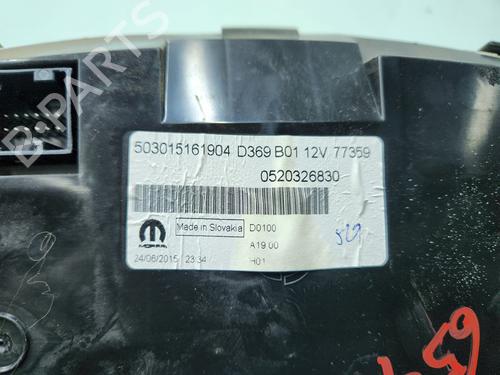 503015161904 D369 B01 12V 77359
0520326830
Made in Slovakia D0100
MOPAR A19.00
24/06/2015 23:34 H01
B-PARTS